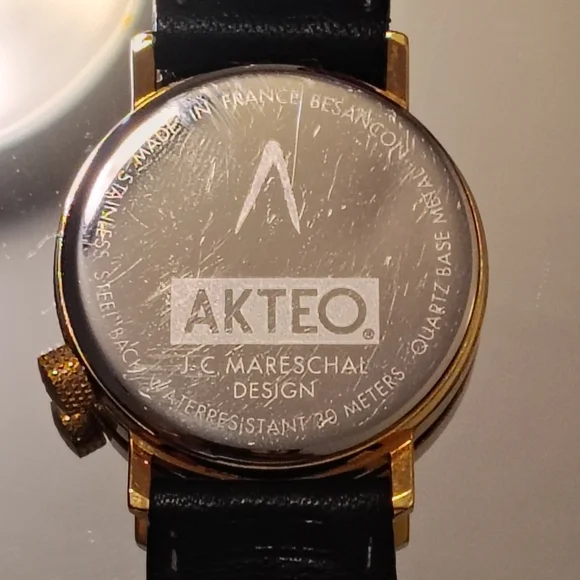 MADE IN FRANCE BESANCON
QUARTZ BASE METAL
WATERRESISTANT 30 METERS
STAINLESS STEEL BACK
AKTEO®
J-C MARESCHAL
DESIGN